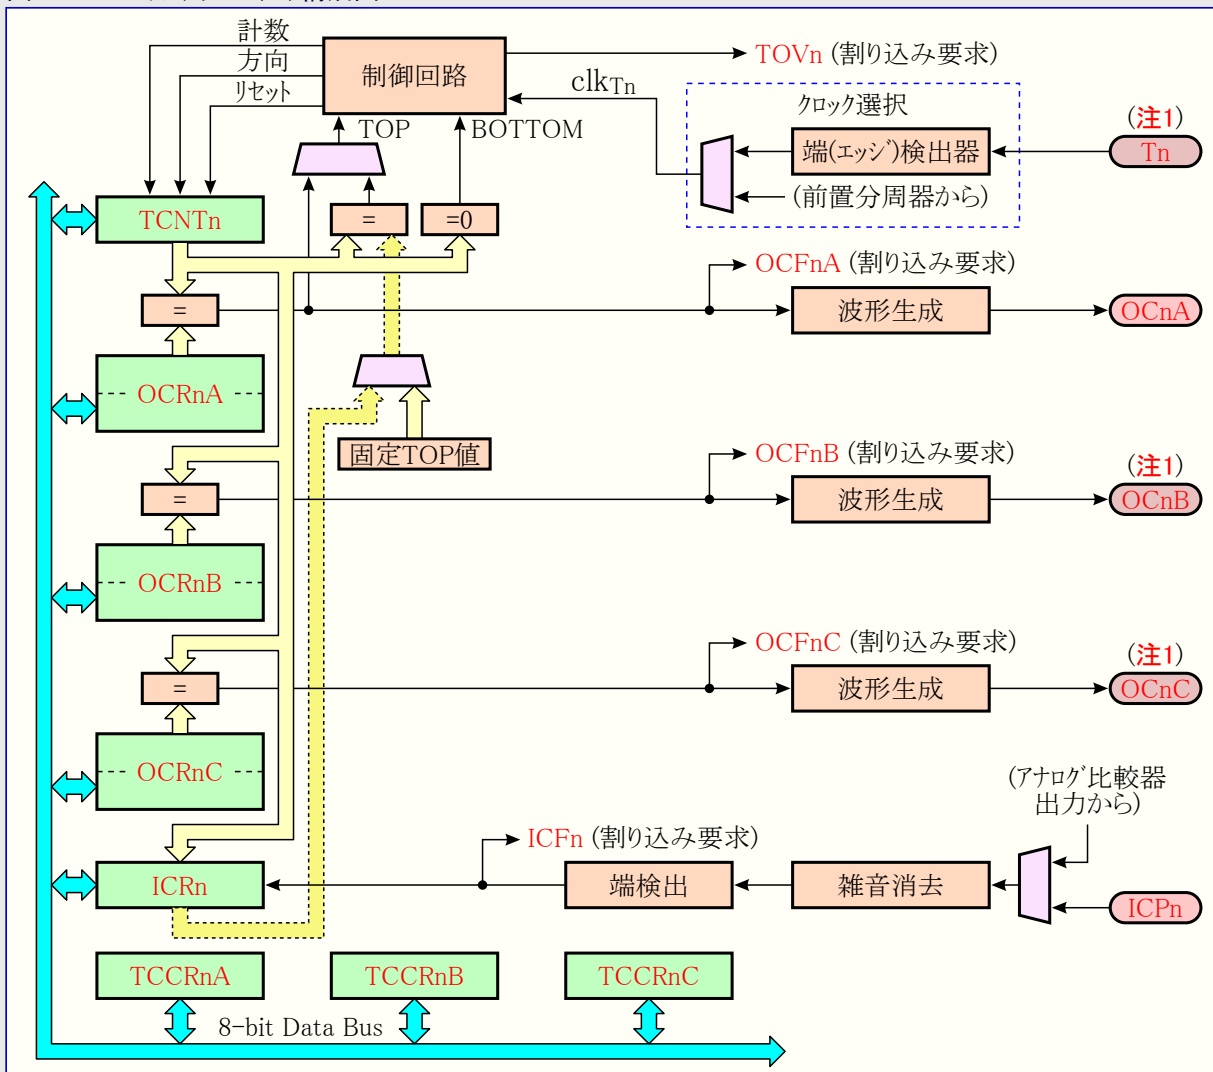 計数
方向
リセット
制御回路
TOVn (割り込み要求)
clkTn
クロック選択
TOP
BOTTOM
端(エッジ)検出器
(注1)
Tn
(前置分周器から)
TCNTn
=
=0
OCFnA (割り込み要求)
=
波形生成
OCnA
OCRnA
固定TOP値
OCFnB (割り込み要求)
(注1)
=
波形生成
OCnB
OCRnB
OCFnC (割り込み要求)
(注1)
=
波形生成
OCnC
OCRnC
(アナログ比較器
出力から)
ICFn (割り込み要求)
ICRn
端検出
雑音消去
ICPn
TCCRnA
TCCRnB
TCCRnC
8-bit Data Bus